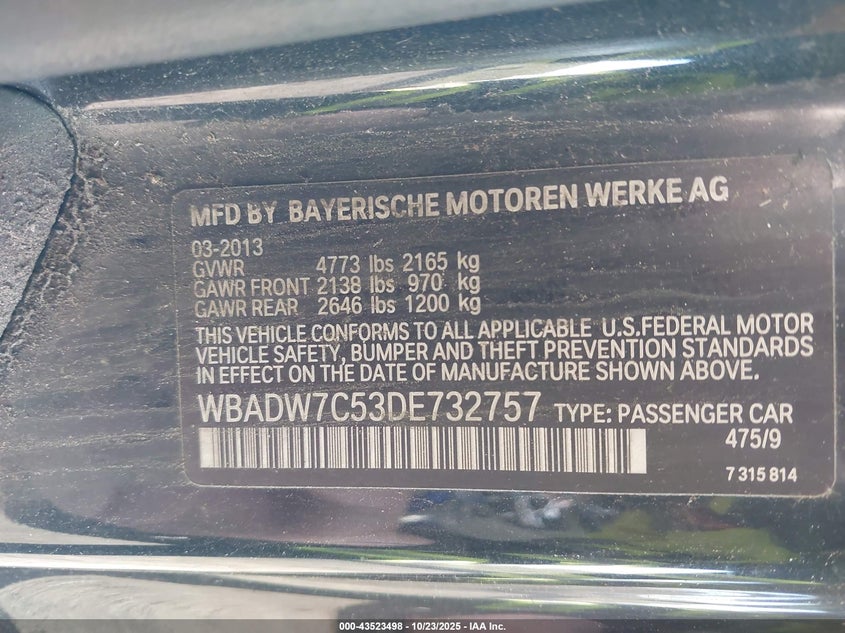 MFD BY BAYERISCHE MOTOREN WERKE AG
03-2013
GVWR 4773 lbs 2165 kg
GAWR FRONT 2138 lbs 970 kg
GAWR REAR 2646 lbs 1200 kg
THIS VEHICLE CONFORMS TO ALL APPLICABLE U.S.FEDERAL MOTOR
VEHICLE SAFETY, BUMPER AND THEFT PREVENTION STANDARDS
IN EFFECT ON THE DATE OF MANUFACTURE SHOWN ABOVE.
WBADW7C53DE732757 TYPE: PASSENGER CAR
475/9
7 315 814
000-43523498 - 10/23/2025 - IAA Inc.